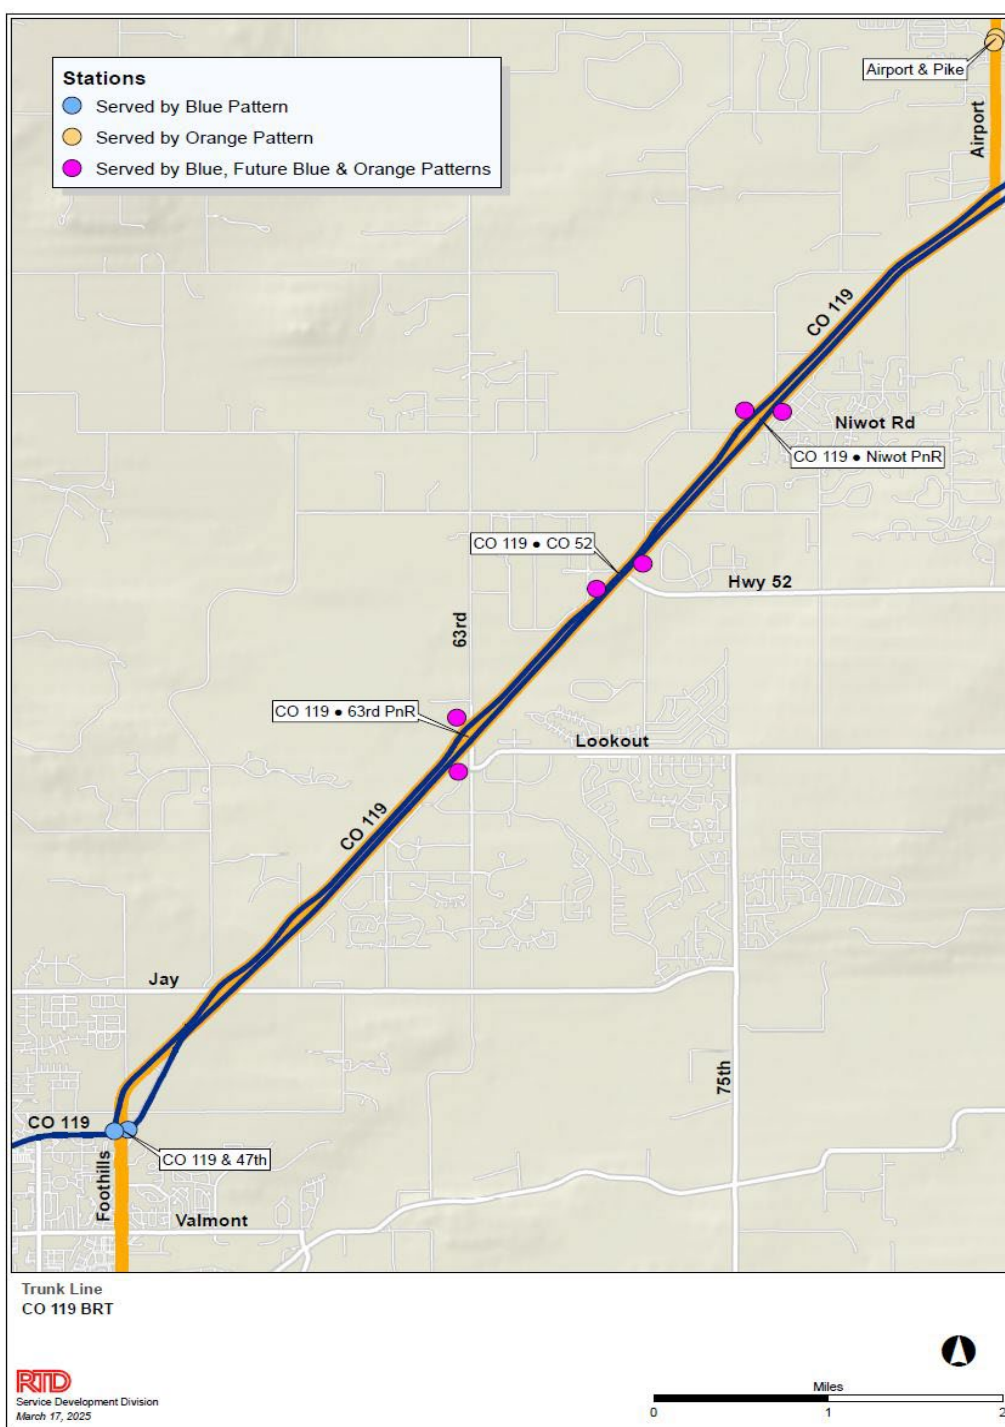 Stations
Served by Blue Pattern
Served by Orange Pattern
Served by Blue, Future Blue & Orange Patterns
Airport & Pike
Airport
CO 119
Niwot Rd
CO 119 ● Niwot PnR
CO 119 ● CO 52
Hwy 52
63rd
CO 119 ● 63rd PnR
Lookout
CO 119
Jay
75th
CO 119
CO 119 & 47th
Foothills
Valmont
Trunk Line
CO 119 BRT
RTD
Service Development Division
March 17, 2025
Miles
0 1 2